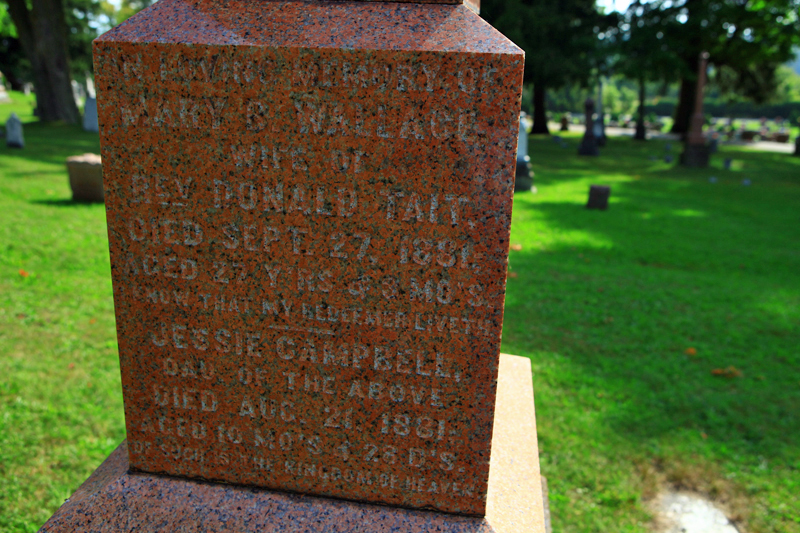 IN LOVING MEMORY OF
MARY B. WALLACE
WIFE OF
REV DONALD TAIT.
DIED SEPT. 27, 1881.
AGED 27 Y'RS & 3 MO'S.
KNOW THAT MY REDEEMER LIVETH
JESSIE CAMPBELL,
DAU. OF THE ABOVE
DIED AUG. 21, 1881.
AGED 10 MO'S & 28 D'S.
OF SUCH IS THE KINGDOM OF HEAVEN